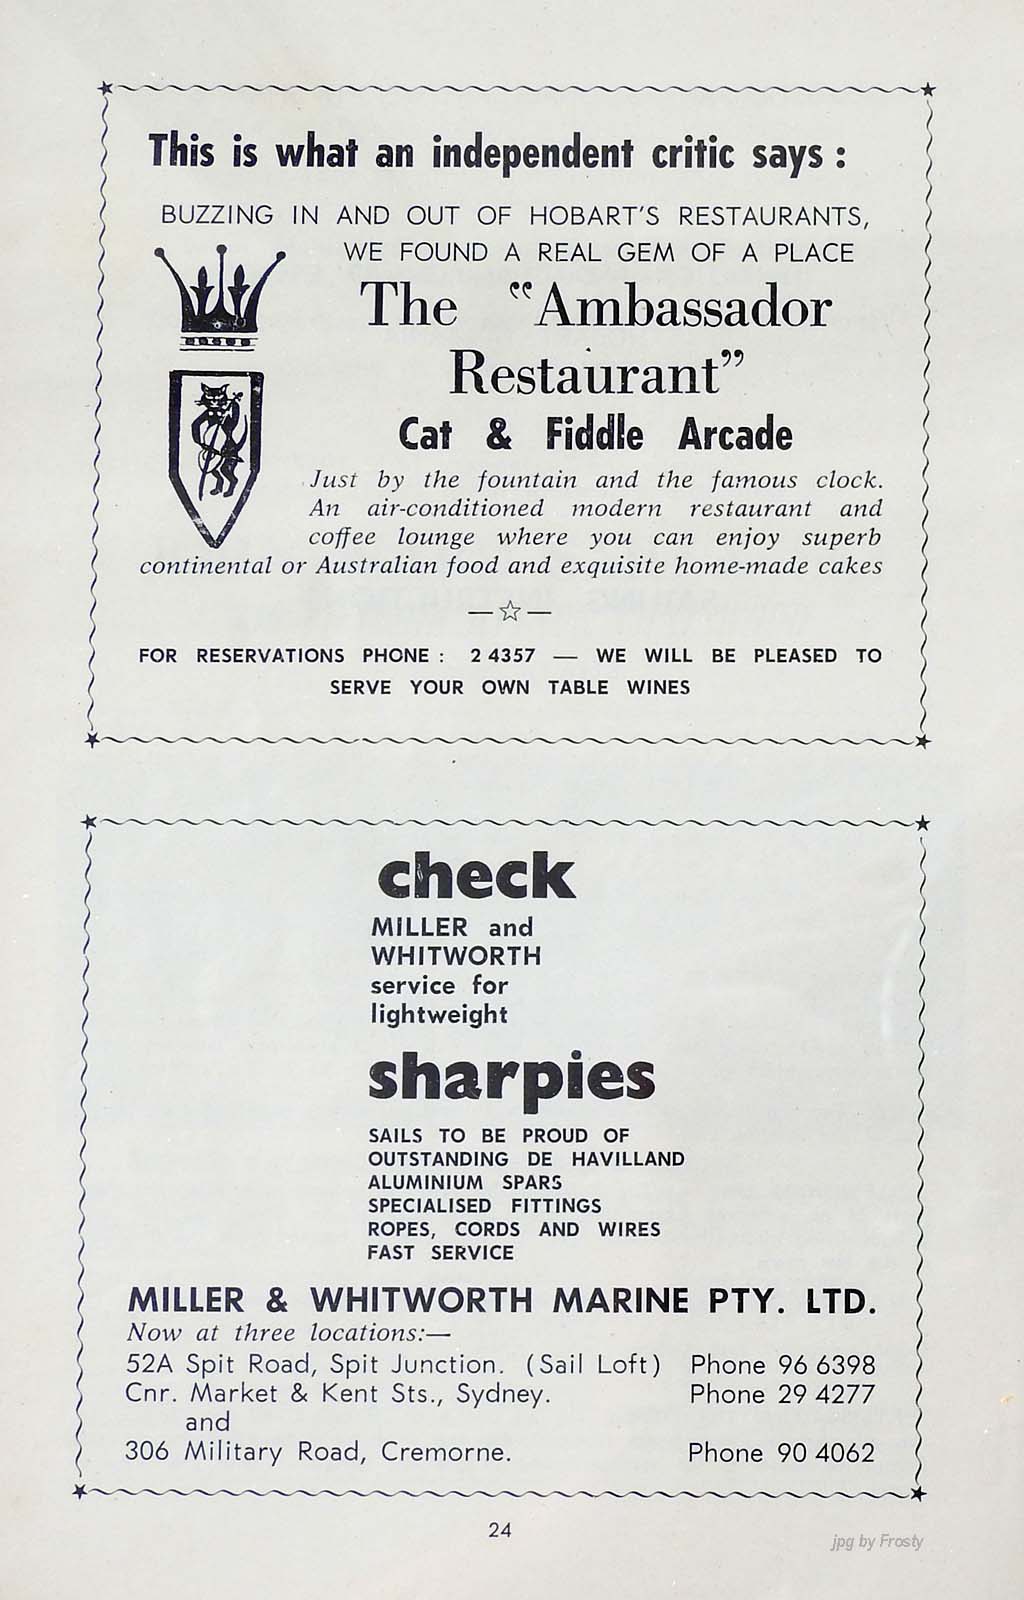 This is what an independent critic says :
BUZZING IN AND OUT OF HOBART'S RESTAURANTS,
WE FOUND A REAL GEM OF A PLACE
The "Ambassador
Restaurant"
Cat & Fiddle Arcade
Just by the fountain and the famous clock.
An air-conditioned modern restaurant and
coffee lounge where you can enjoy superb
continental or Australian food and exquisite home-made cakes
— ☆ —
FOR RESERVATIONS PHONE : 2 4357 — WE WILL BE PLEASED TO
SERVE YOUR OWN TABLE WINES
check
MILLER and
WHITWORTH
service for
lightweight
sharpies
SAILS TO BE PROUD OF
OUTSTANDING DE HAVILLAND
ALUMINIUM SPARS
SPECIALISED FITTINGS
ROPES, CORDS AND WIRES
FAST SERVICE
MILLER & WHITWORTH MARINE PTY. LTD.
Now at three locations:—
52A Spit Road, Spit Junction. (Sail Loft) Phone 96 6398
Cnr. Market & Kent Sts., Sydney. Phone 29 4277
and
306 Military Road, Cremorne. Phone 90 4062
24
jpg by Frosty